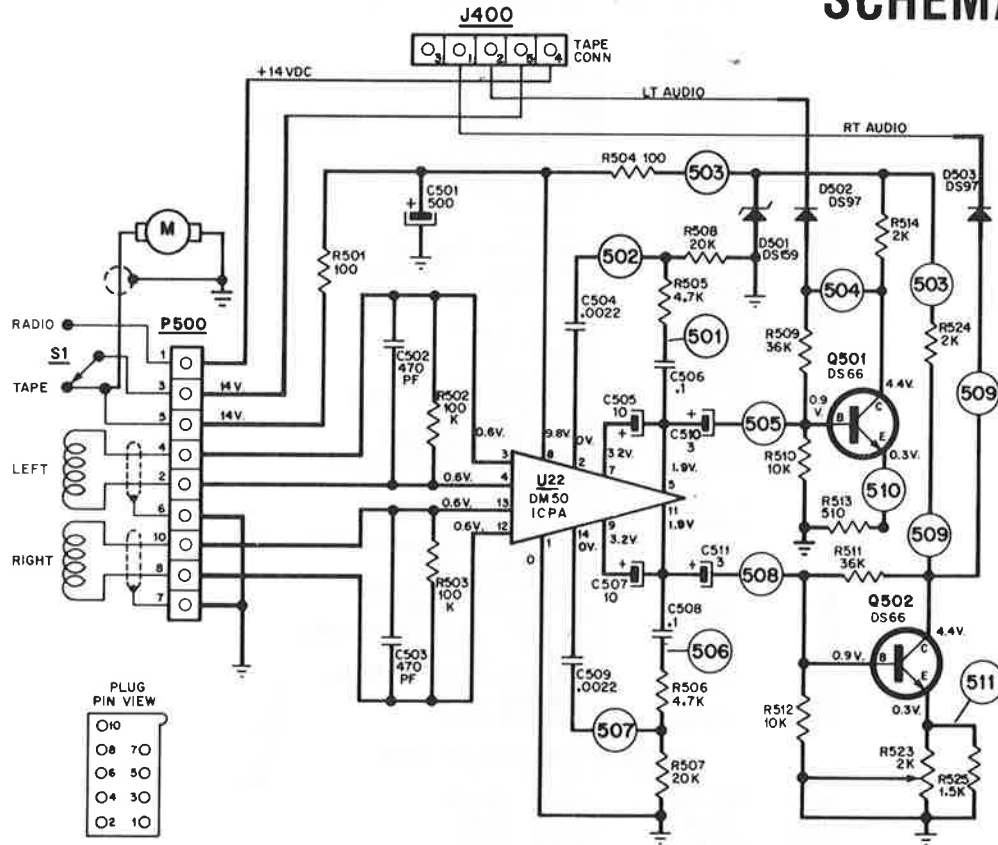 SCHEMA
J400
3 1 2 5 4
TAPE
CONN
+14 VDC
LT AUDIO
RT AUDIO
R504 100
503
C501
500
+
D502
DS97
D503
DS97
M
R501
100
502
R508
20K
D501
DS159
R514
2K
R505
4.7K
504
503
C504
.0022
501
R509
36K
R524
2K
RADIO
P500
S1
TAPE
1
3
5
4
2
6
10
8
7
14 V.
14 V.
LEFT
RIGHT
C502
470
PF
R502
100
K
C506
.1
Q501
DS66
509
C505
10
+
+
C510
3
505
0.9
V.
B
C
E
4.4V.
0.3V.
R510
10K
510
R513
510
0.6V.
3
0.6V.
4
0.6V.
13
0.6V.
12
9.8V.
8
0V.
2
3.2V.
7
1.9V.
5
U22
DM50
ICPA
11
1.9V
0
1
14
0V.
9
3.2V.
C511
3
+
508
R511
36K
509
C507
10
+
R503
100
K
C503
470
PF
C508
.1
506
Q502
DS66
4.4V.
0.9V.
B
C
E
0.3V.
511
C509
.0022
R506
4.7K
507
R507
20K
R512
10K
R523
2K
R525
1.5K
PLUG
PIN VIEW
10
8 7
6 5
4 3
2 1